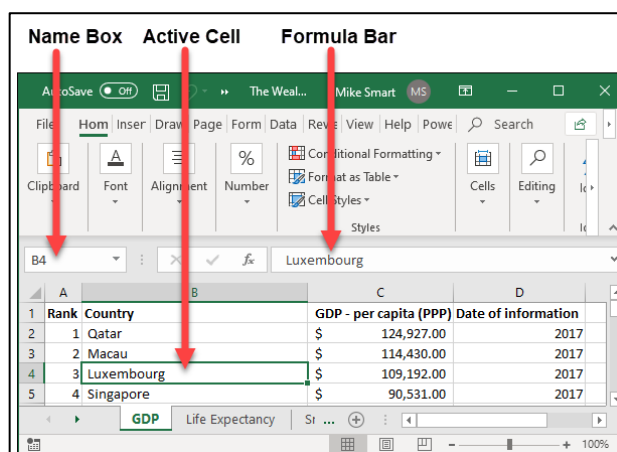 Name Box Active Cell Formula Bar
AutoSave Off The Weal... Mike Smart MS
File Hom Inser Draw Page Form Data Reve View Help Powe Search
Clipboard Font Alignment % Number Conditional Formatting Cells Editing
Format as Table
Cell Styles
Styles
B4 fx Luxembourg
A B C D
1 Rank Country GDP - per capita (PPP) Date of information
2 1 Qatar $ 124,927.00 2017
3 2 Macau $ 114,430.00 2017
4 3 Luxembourg $ 109,192.00 2017
5 4 Singapore $ 90,531.00 2017
GDP Life Expectancy ...
100%